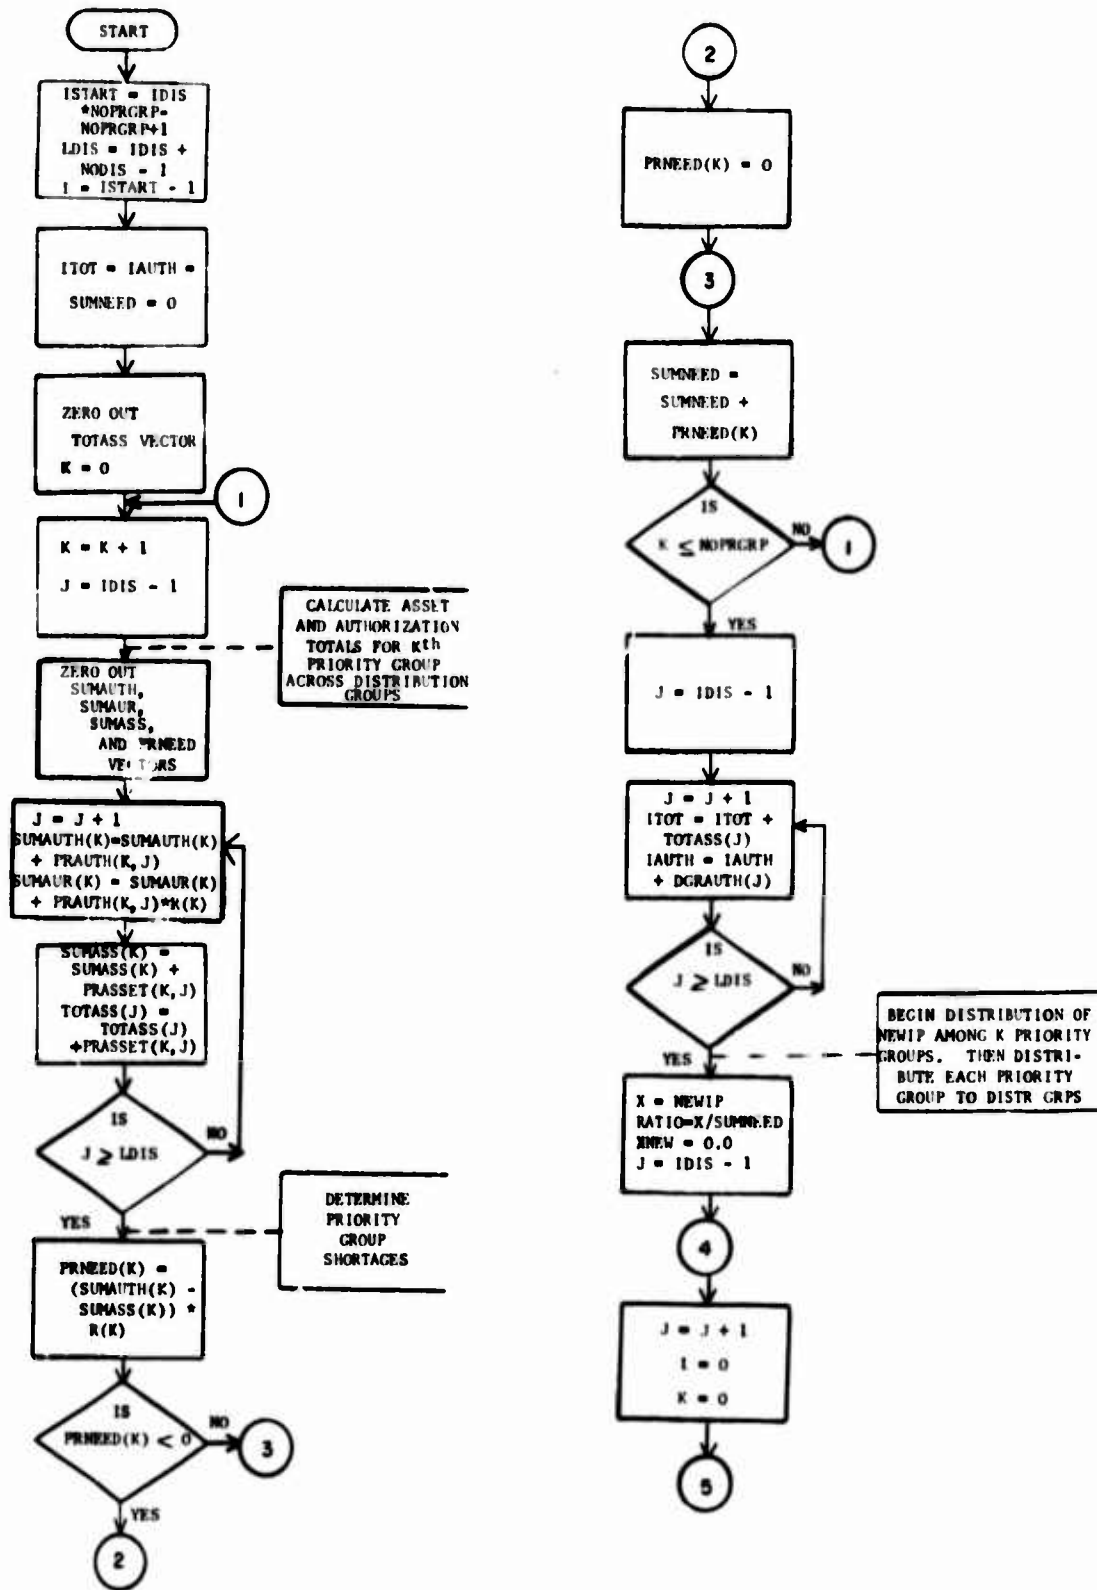 START
ISTART = IDIS
*NOPRGRP-
NOPRGRP+1
LDIS = IDIS +
NODIS - 1
I = ISTART - 1
ITOT = IAUTH =
SUMNEED = 0
ZERO OUT
TOTASS VECTOR
K = 0
1
K = K + 1
J = IDIS - 1
CALCULATE ASSET
AND AUTHORIZATION
TOTALS FOR Kth
PRIORITY GROUP
ACROSS DISTRIBUTION
GROUPS
ZERO OUT
SUMAUTH,
SUMAUR,
SUMASS,
AND PRNEED
VECTORS
J = J + 1
SUMAUTH(K)=SUMAUTH(K)
+ PRAUTH(K,J)
SUMAUR(K) = SUMAUR(K)
+ PRAUTH(K,J)*R(K)
SUMASS(K) =
SUMASS(K) +
PRASSET(K,J)
TOTASS(J) =
TOTASS(J)
+PRASSET(K,J)
IS
J ≥ LDIS
NO
YES
DETERMINE
PRIORITY
GROUP
SHORTAGES
PRNEED(K) =
(SUMAUTH(K) -
SUMASS(K)) *
R(K)
IS
PRNEED(K) < 0
NO
3
YES
2
2
PRNEED(K) = 0
3
SUMNEED =
SUMNEED +
PRNEED(K)
IS
K ≤ NOPRGRP
NO
1
YES
J = IDIS - 1
J = J + 1
ITOT = ITOT +
TOTASS(J)
IAUTH = IAUTH
+ DGRAUTH(J)
IS
J ≥ LDIS
NO
YES
BEGIN DISTRIBUTION OF
NEWIP AMONG K PRIORITY
GROUPS. THEN DISTRI-
BUTE EACH PRIORITY
GROUP TO DISTR GRPS
X = NEWIP
RATIO=X/SUMNEED
XNEW = 0.0
J = IDIS - 1
4
J = J + 1
I = 0
K = 0
5